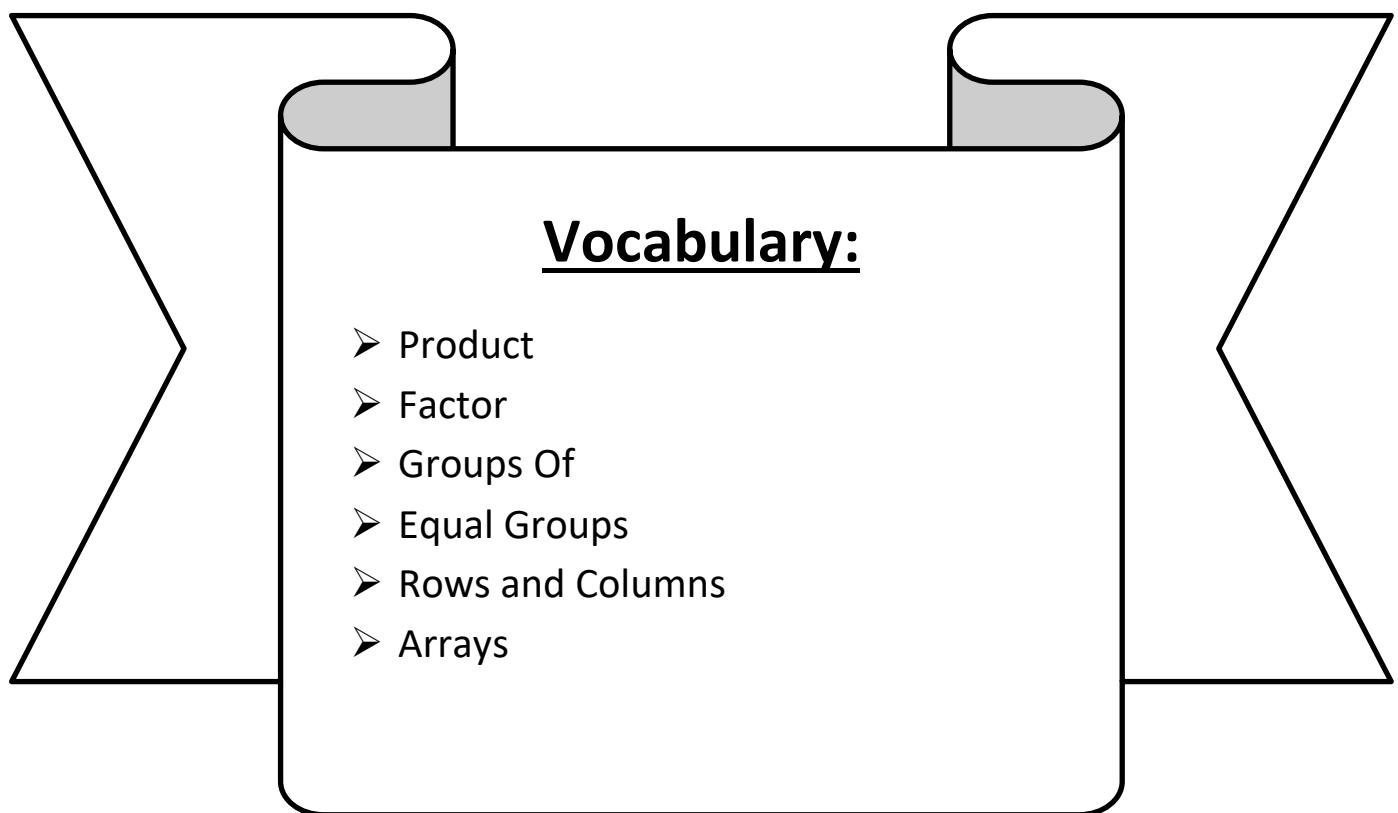 Vocabulary:
➢ Product
➢ Factor
➢ Groups Of
➢ Equal Groups
➢ Rows and Columns
➢ Arrays